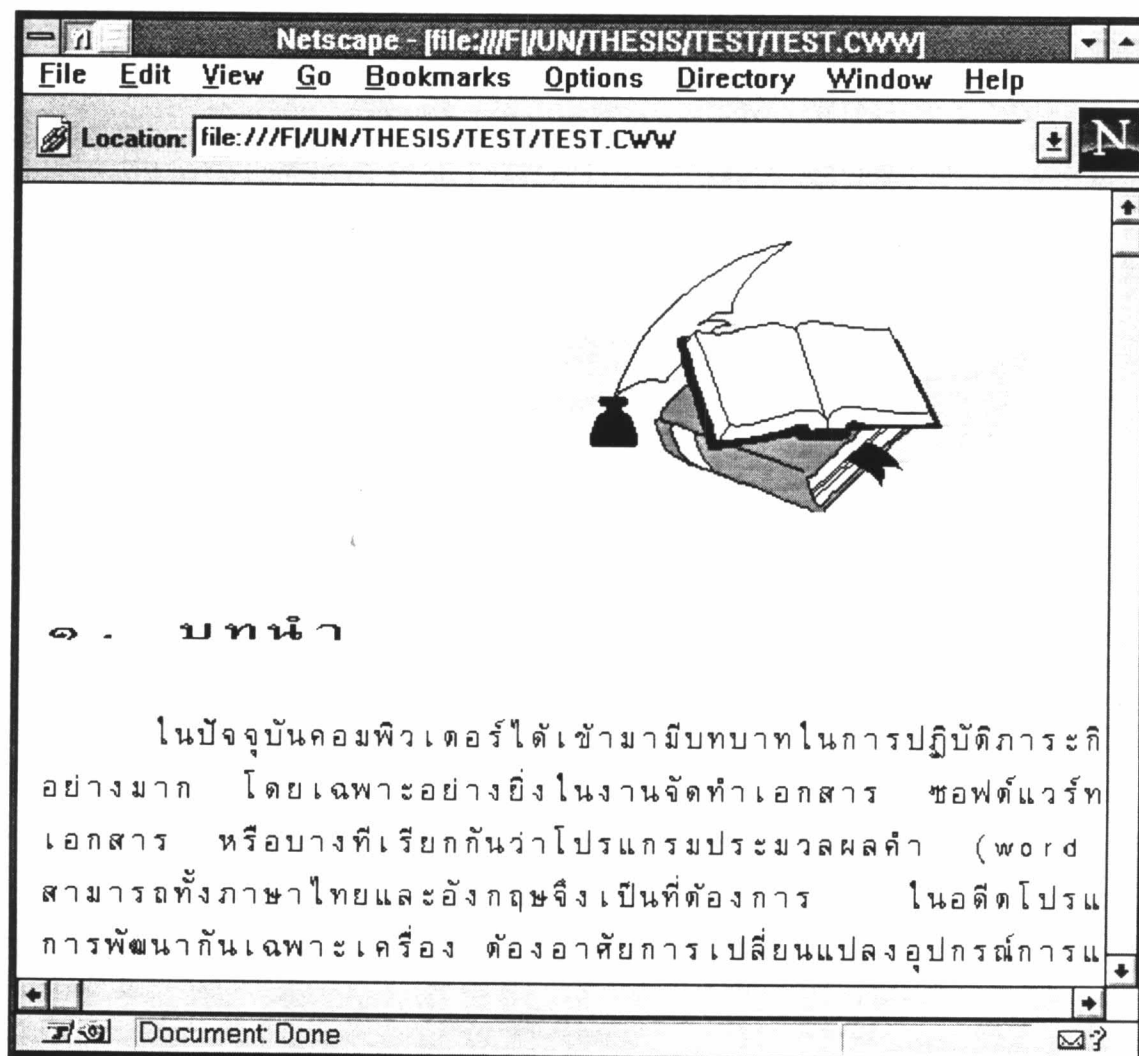 Netscape - [file:///F|/UN/THESIS/TEST/TEST.CWW]
File Edit View Go Bookmarks Options Directory Window Help
Location: file:///F|/UN/THESIS/TEST/TEST.CWW
N
๑. บทนำ
ในปัจจุบันคอมพิวเตอร์ได้เข้ามามีบทบาทในการปฏิบัติภาระกิ
อย่างมาก โดยเฉพาะอย่างยิ่งในงานจัดทำเอกสาร ซอฟต์แวร์ท
เอกสาร หรือบางทีเรียกกันว่าโปรแกรมประมวลผลคำ (word
สามารถทั้งภาษาไทยและอังกฤษจึงเป็นที่ต้องการ ในอดีตโปรแ
การพัฒนากันเฉพาะเครื่อง ต้องอาศัยการเปลี่ยนแปลงอุปกรณ์การแ
Document: Done